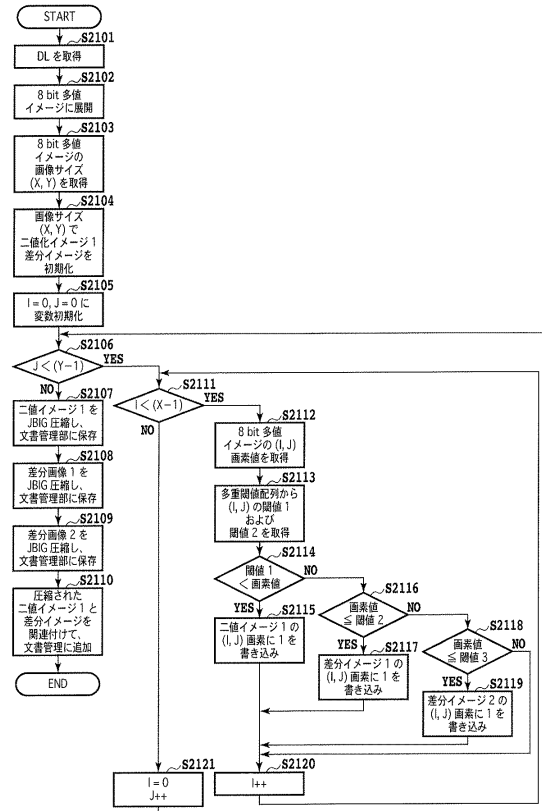 START
S2101
DL を取得
S2102
8 bit 多値
イメージに展開
S2103
8 bit 多値
イメージの
画像サイズ
(X, Y) を取得
S2104
画像サイズ
(X, Y) で
二値化イメージ 1
差分イメージを
初期化
S2105
I = 0, J = 0 に
変数初期化
S2106
J < (Y−1)
YES
NO
S2107
二値イメージ 1 を
JBIG 圧縮し、
文書管理部に保存
S2108
差分画像 1 を
JBIG 圧縮し、
文書管理部に保存
S2109
差分画像 2 を
JBIG 圧縮し、
文書管理部に保存
S2110
圧縮された
二値イメージ 1 と
差分イメージを
関連付けて、
文書管理に追加
END
S2111
I < (X−1)
YES
NO
S2112
8 bit 多値
イメージの (I, J)
画素値を取得
S2113
多重閾値配列から
(I, J) の閾値 1
および
閾値 2 を取得
S2114
閾値 1
< 画素値
NO
YES
S2115
二値イメージ 1 の
(I, J) 画素に 1 を
書き込み
S2116
画素値
≦ 閾値 2
NO
YES
S2117
差分イメージ 1 の
(I, J) 画素に 1 を
書き込み
S2118
画素値
≦ 閾値 3
NO
YES
S2119
差分イメージ 2 の
(I, J) 画素に 1 を
書き込み
S2121
I = 0
J++
S2120
I++